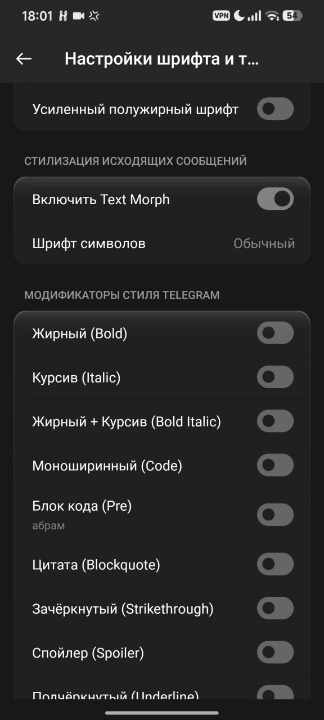 18:01 VPN 54
Настройки шрифта и т...
Усиленный полужирный шрифт
СТИЛИЗАЦИЯ ИСХОДЯЩИХ СООБЩЕНИЙ
Включить Text Morph
Шрифт символов Обычный
МОДИФИКАТОРЫ СТИЛЯ TELEGRAM
Жирный (Bold)
Курсив (Italic)
Жирный + Курсив (Bold Italic)
Моноширинный (Code)
Блок кода (Pre)
абрам
Цитата (Blockquote)
Зачёркнутый (Strikethrough)
Спойлер (Spoiler)
Подчёркнутый (Underline)